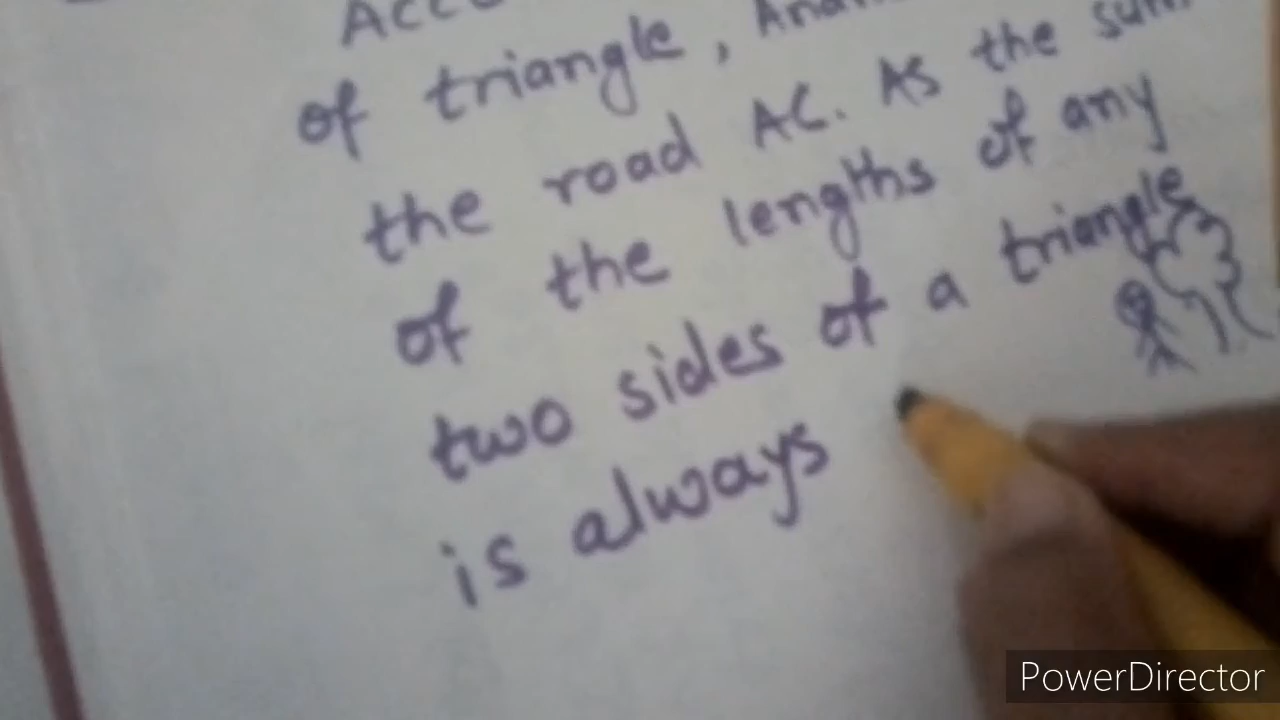 of triangle,
the road AC. As the sum
of the lengths of any
two sides of a triangle
is always
PowerDirector